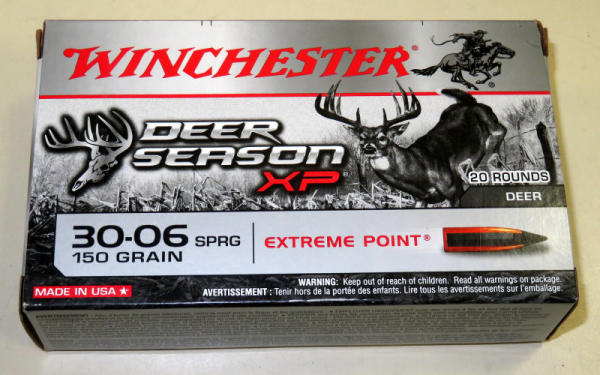 WINCHESTER®
DEER
SEASON
XP®
20 ROUNDS
DEER
30-06 SPRG
150 GRAIN
EXTREME POINT®
MADE IN USA ★
WARNING: Keep out of reach of children. Read all warnings on package.
AVERTISSEMENT : Tenir hors de la portée des enfants. Lire tous les avertissements sur l'emballage.